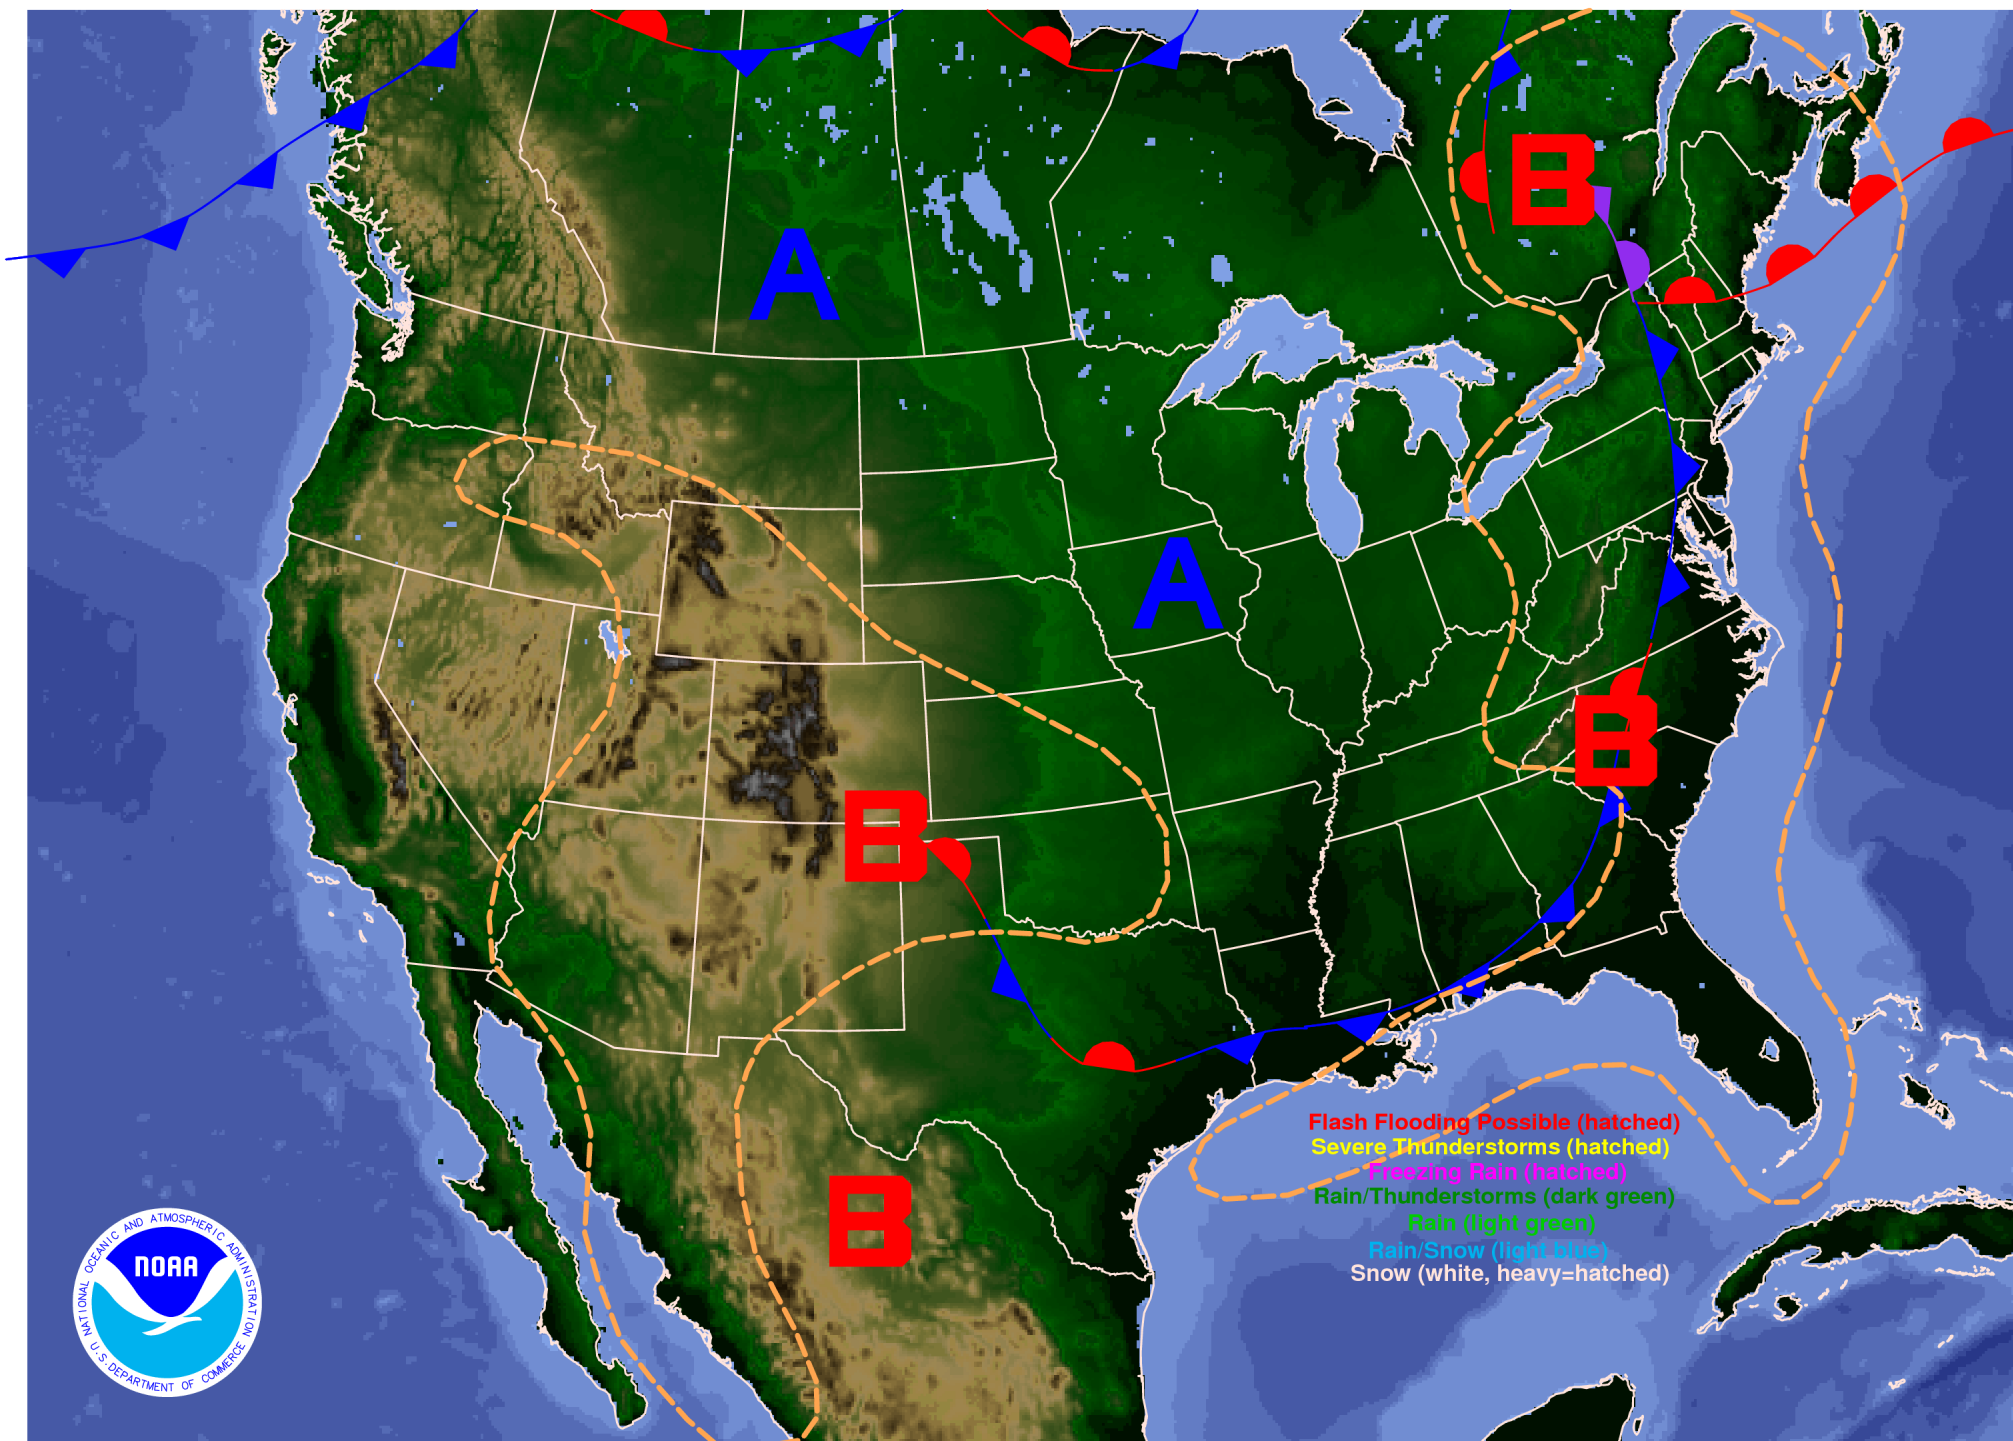 B
A
A
B
B
B
Flash Flooding Possible (hatched)
Severe Thunderstorms (hatched)
Freezing Rain (hatched)
Rain/Thunderstorms (dark green)
Rain (light green)
Rain/Snow (light blue)
Snow (white, heavy=hatched)
NATIONAL OCEANIC AND ATMOSPHERIC ADMINISTRATION
NOAA
U.S. DEPARTMENT OF COMMERCE